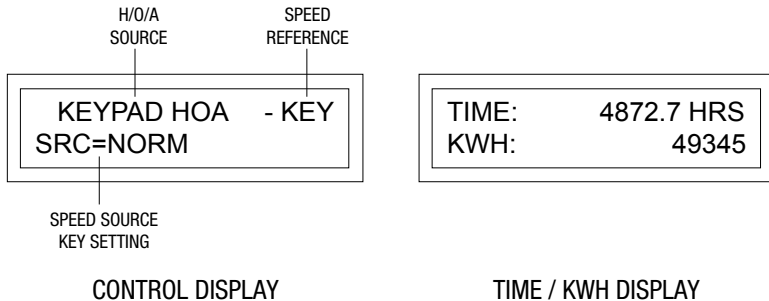 H/O/A
SOURCE
SPEED
REFERENCE
KEYPAD HOA - KEY
SRC=NORM
SPEED SOURCE
KEY SETTING
CONTROL DISPLAY
TIME: 4872.7 HRS
KWH: 49345
TIME / KWH DISPLAY